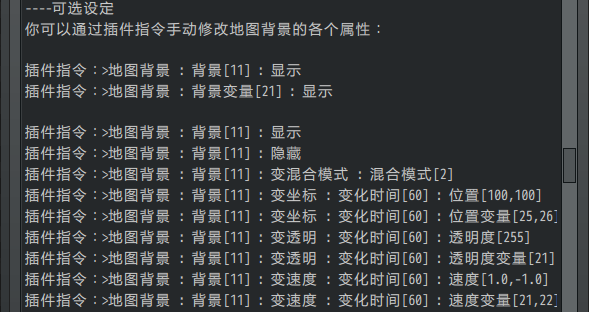 ----可选设定
你可以通过插件指令手动修改地图背景的各个属性：
插件指令：>地图背景 : 背景[11] : 显示
插件指令：>地图背景 : 背景变量[21] : 显示
插件指令：>地图背景 : 背景[11] : 显示
插件指令：>地图背景 : 背景[11] : 隐藏
插件指令：>地图背景 : 背景[11] : 变混合模式 : 混合模式[2]
插件指令：>地图背景 : 背景[11] : 变坐标 : 变化时间[60] : 位置[100,100]
插件指令：>地图背景 : 背景[11] : 变坐标 : 变化时间[60] : 位置变量[25,26]
插件指令：>地图背景 : 背景[11] : 变透明 : 变化时间[60] : 透明度[255]
插件指令：>地图背景 : 背景[11] : 变透明 : 变化时间[60] : 透明度变量[21]
插件指令：>地图背景 : 背景[11] : 变速度 : 变化时间[60] : 速度[1.0,-1.0]
插件指令：>地图背景 : 背景[11] : 变速度 : 变化时间[60] : 速度变量[21,22]